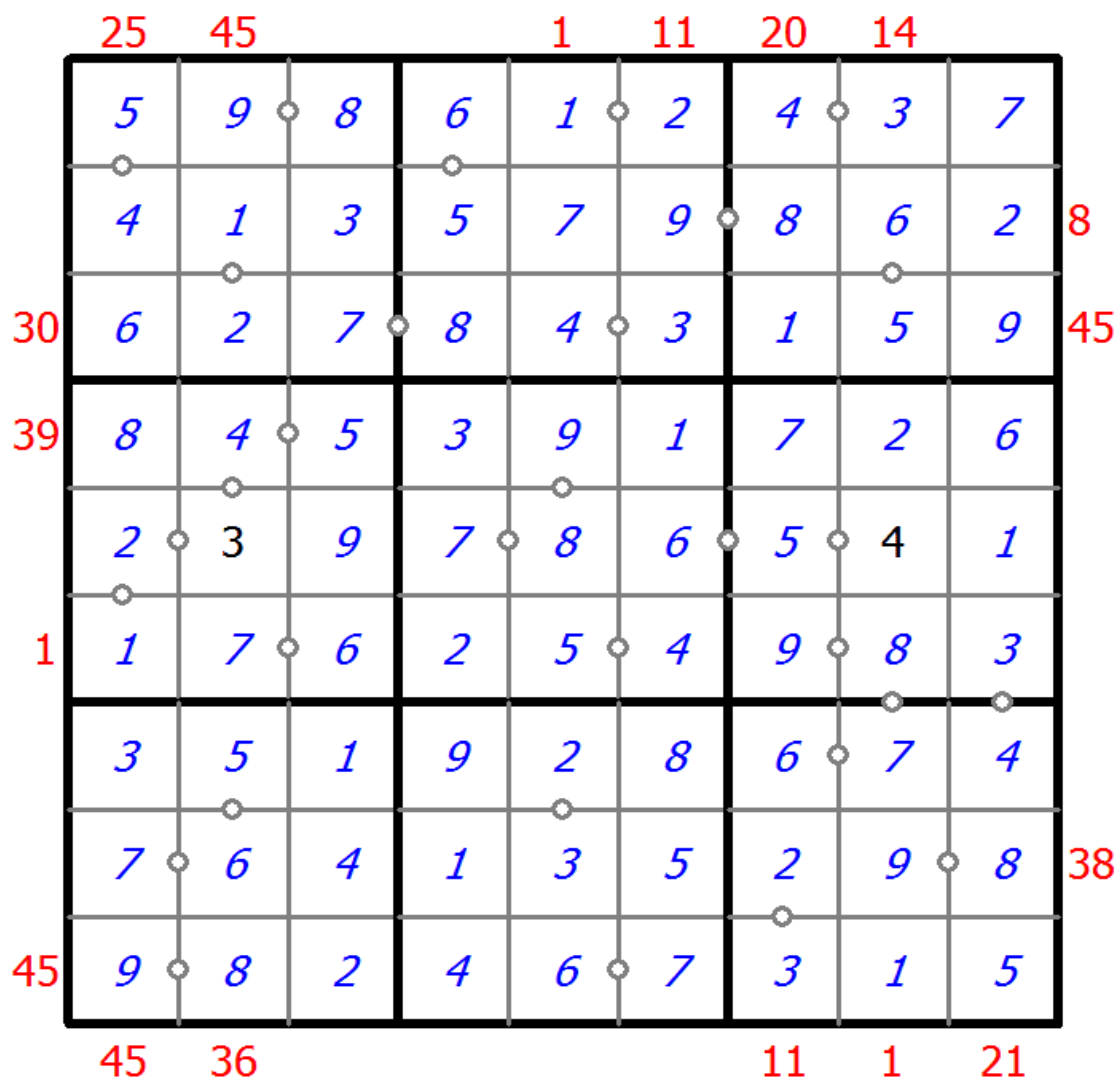 25 45 1 11 20 14
5 9 8 6 1 2 4 3 7
4 1 3 5 7 9 8 6 2 8
30 6 2 7 8 4 3 1 5 9 45
39 8 4 5 3 9 1 7 2 6
2 3 9 7 8 6 5 4 1
1 1 7 6 2 5 4 9 8 3
3 5 1 9 2 8 6 7 4
7 6 4 1 3 5 2 9 8 38
45 9 8 2 4 6 7 3 1 5
45 36 11 1 21